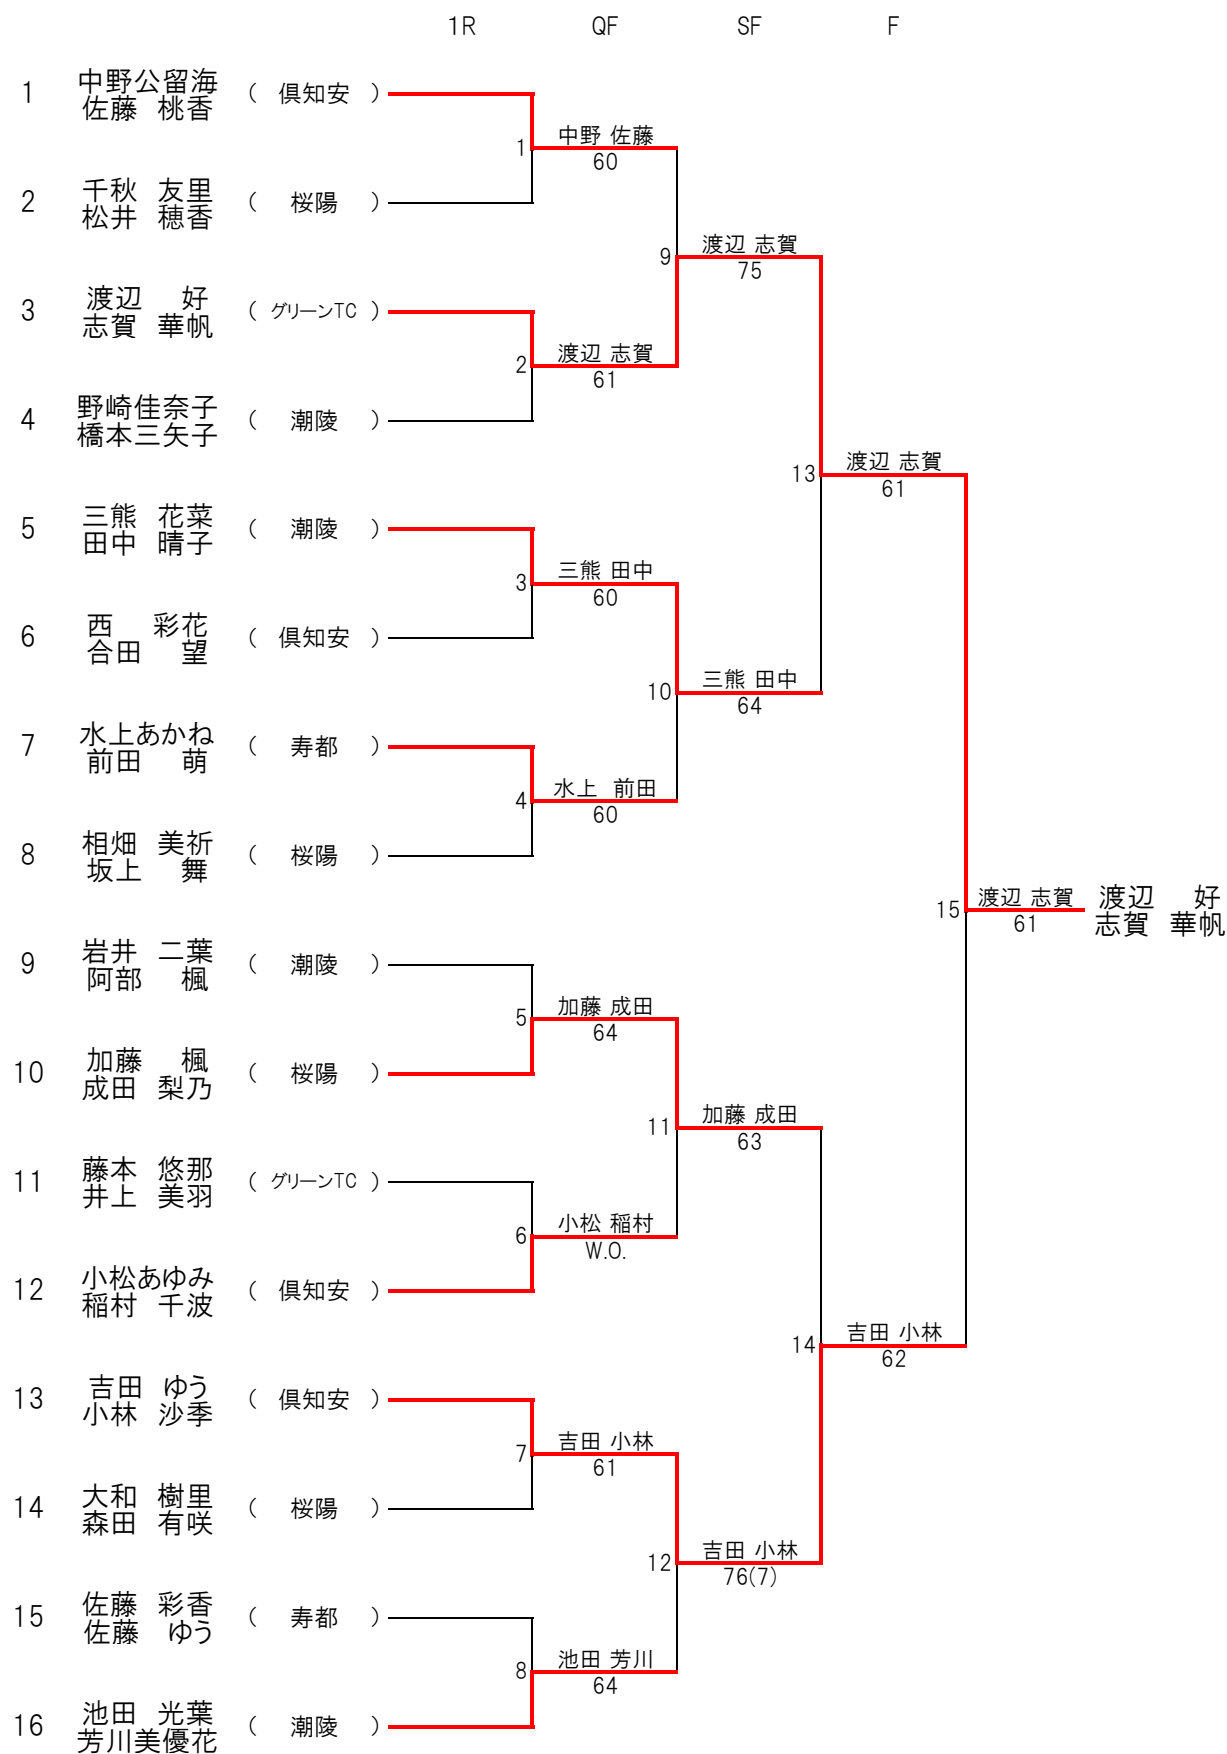 1R QF SF F
1 中野公留海 佐藤 桃香 ( 倶知安 )
1 中野 佐藤 60
2 千秋 友里 松井 穂香 ( 桜陽 )
9 渡辺 志賀 75
3 渡辺 好 志賀 華帆 ( グリーンTC )
2 渡辺 志賀 61
4 野崎佳奈子 橋本三矢子 ( 潮陵 )
13 渡辺 志賀 61
5 三熊 花菜 田中 晴子 ( 潮陵 )
3 三熊 田中 60
6 西 彩花 合田 望 ( 倶知安 )
10 三熊 田中 64
7 水上あかね 前田 萌 ( 寿都 )
4 水上 前田 60
8 相畑 美祈 坂上 舞 ( 桜陽 )
15 渡辺 志賀 61 渡辺 好 志賀 華帆
9 岩井 二葉 阿部 楓 ( 潮陵 )
5 加藤 成田 64
10 加藤 楓 成田 梨乃 ( 桜陽 )
11 加藤 成田 63
11 藤本 悠那 井上 美羽 ( グリーンTC )
6 小松 稲村 W.O.
12 小松あゆみ 稲村 千波 ( 倶知安 )
14 吉田 小林 62
13 吉田 ゆう 小林 沙季 ( 倶知安 )
7 吉田 小林 61
14 大和 樹里 森田 有咲 ( 桜陽 )
12 吉田 小林 76(7)
15 佐藤 彩香 佐藤 ゆう ( 寿都 )
8 池田 芳川 64
16 池田 光葉 芳川美優花 ( 潮陵 )